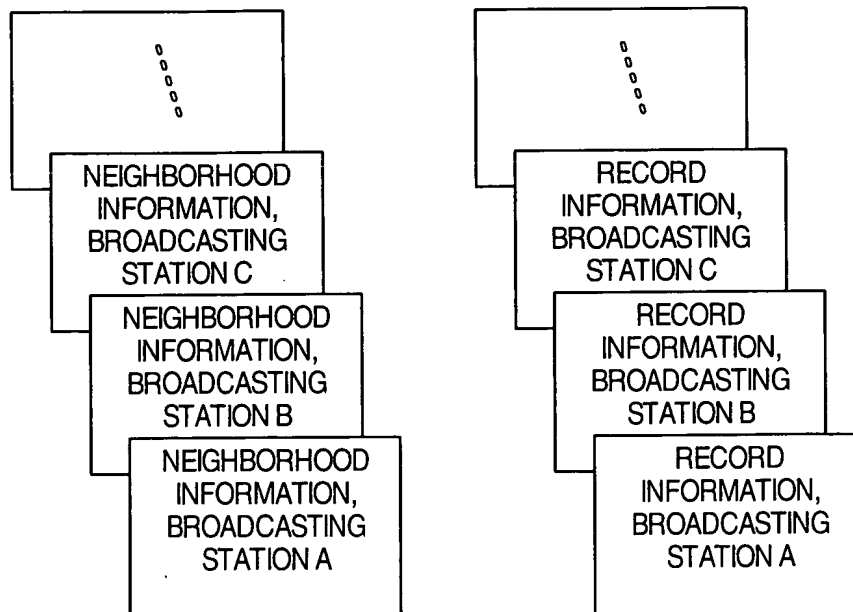 NEIGHBORHOOD
INFORMATION,
BROADCASTING
STATION C
NEIGHBORHOOD
INFORMATION,
BROADCASTING
STATION B
NEIGHBORHOOD
INFORMATION,
BROADCASTING
STATION A
RECORD
INFORMATION,
BROADCASTING
STATION C
RECORD
INFORMATION,
BROADCASTING
STATION B
RECORD
INFORMATION,
BROADCASTING
STATION A